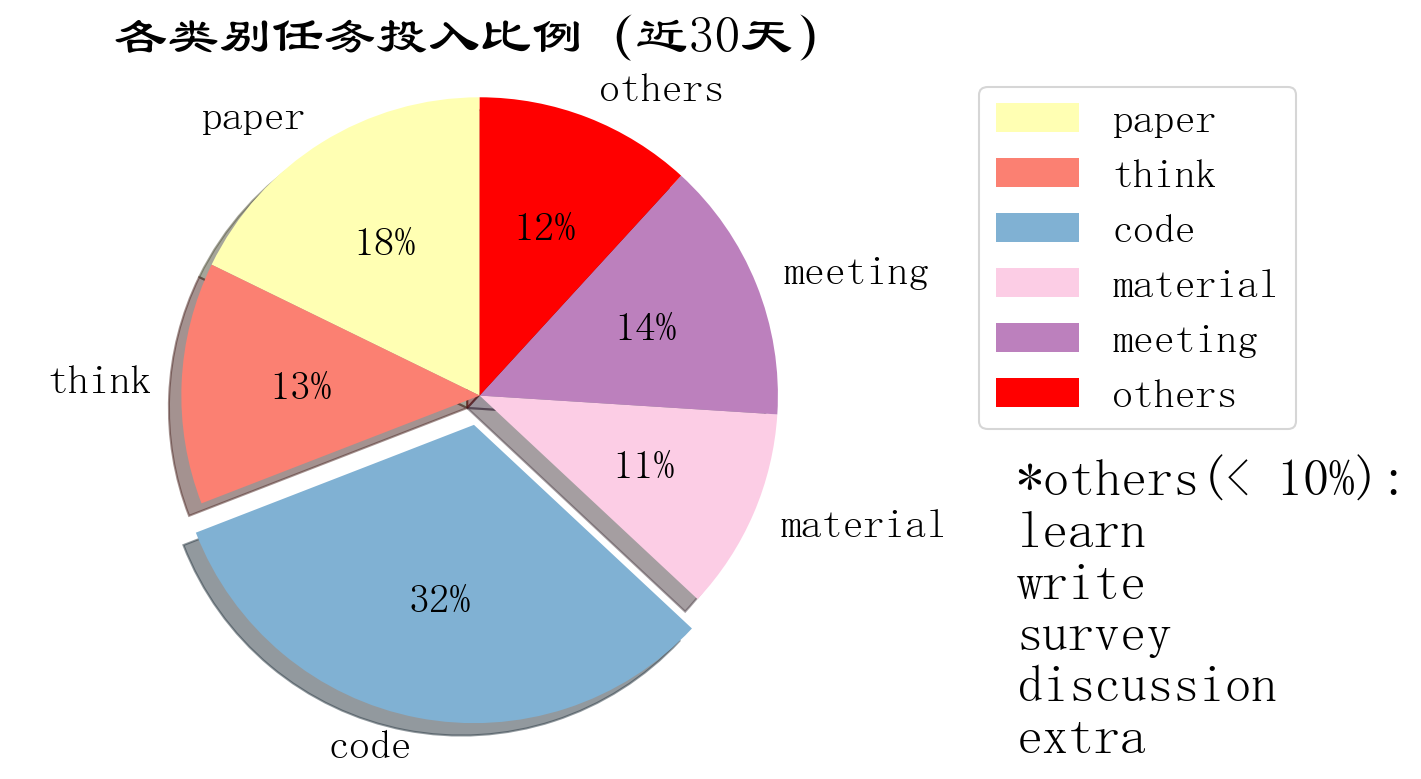 各类别任务投入比例 (近30天)
others
paper
12%
18%
meeting
14%
think
13%
11%
material
32%
code
paper
think
code
material
meeting
others
*others(< 10%):
learn
write
survey
discussion
extra